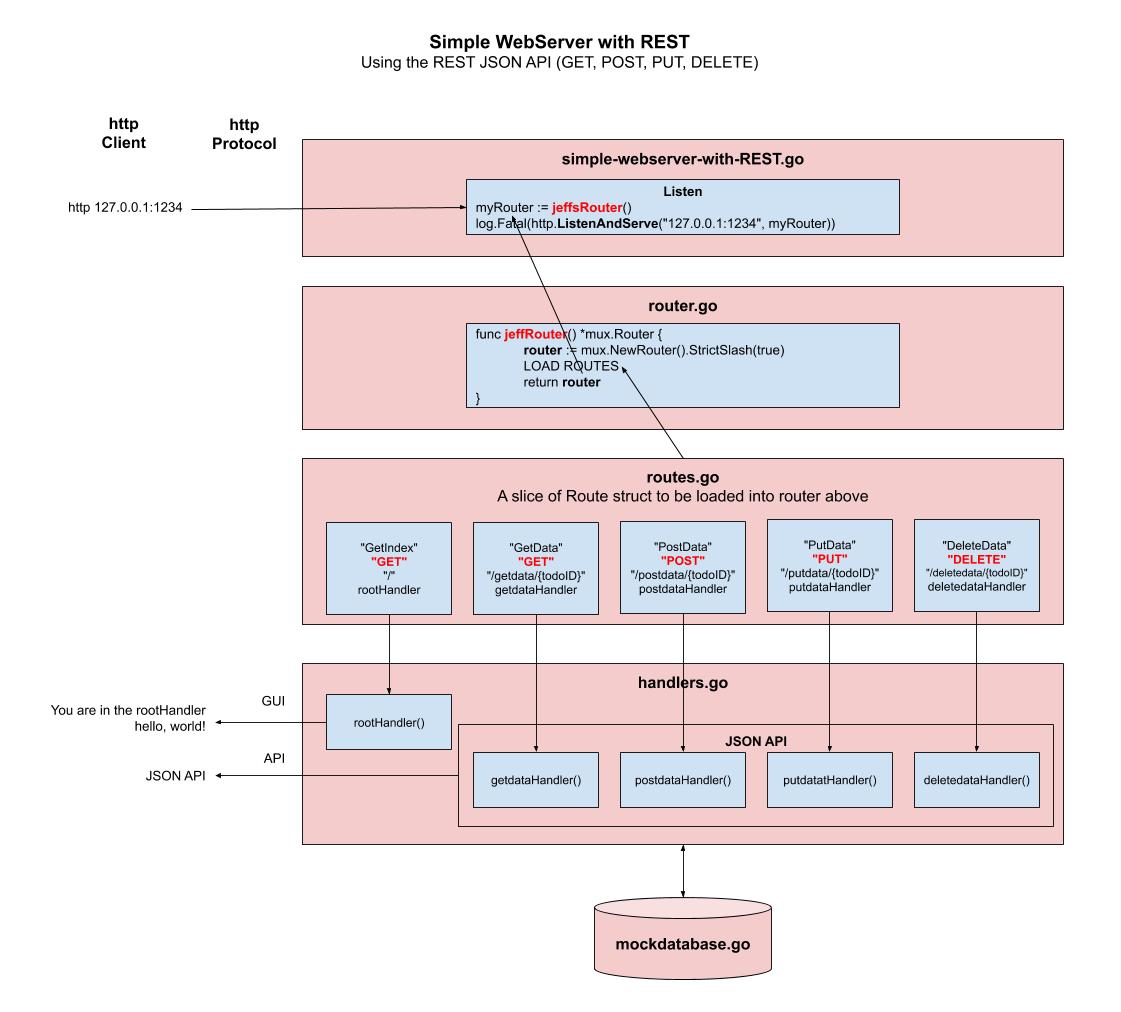 Simple WebServer with REST
Using the REST JSON API (GET, POST, PUT, DELETE)
http
Client
http
Protocol
simple-webserver-with-REST.go
Listen
http 127.0.0.1:1234
myRouter := jeffsRouter()
log.Fatal(http.ListenAndServe("127.0.0.1:1234", myRouter))
router.go
func jeffRouter() *mux.Router {
router := mux.NewRouter().StrictSlash(true)
LOAD ROUTES
return router
}
routes.go
A slice of Route struct to be loaded into router above
"GetIndex"
"GET"
"/"
rootHandler
"GetData"
"GET"
"/getdata/{todoID}"
getdataHandler
"PostData"
"POST"
"/postdata/{todoID}"
postdataHandler
"PutData"
"PUT"
"/putdata/{todoID}"
putdataHandler
"DeleteData"
"DELETE"
"/deletedata/{todoID}"
deletedataHandler
handlers.go
GUI
You are in the rootHandler
hello, world!
rootHandler()
JSON API
API
JSON API
getdataHandler()
postdataHandler()
putdatatHandler()
deletedataHandler()
mockdatabase.go